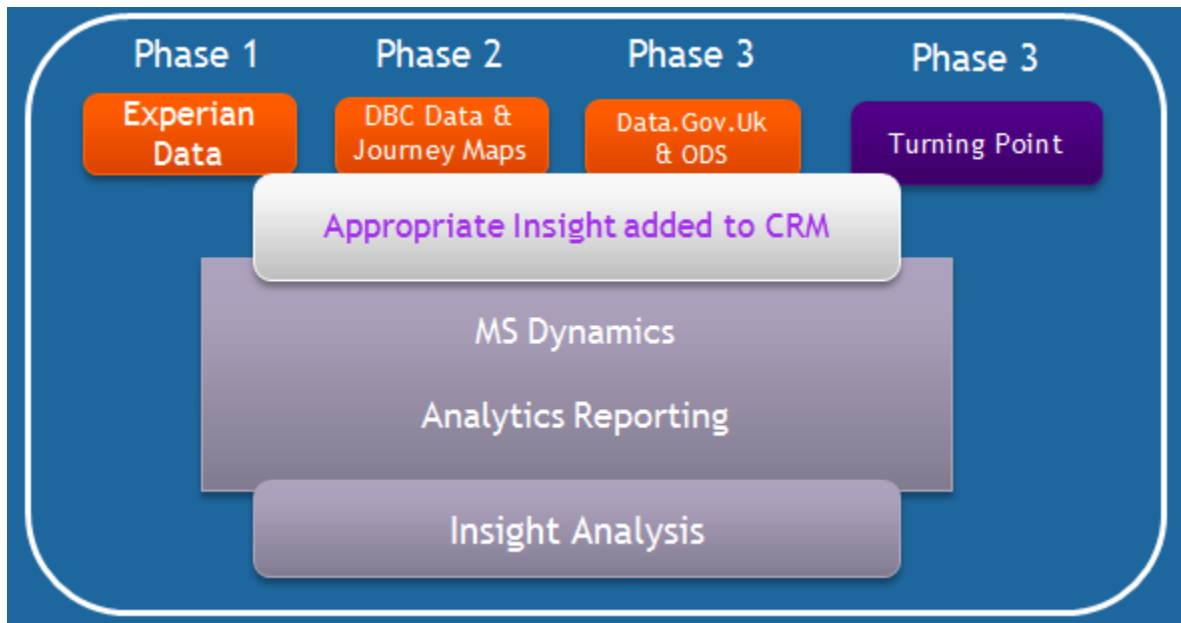 Phase 1
Phase 2
Phase 3
Phase 3
Experian
Data
DBC Data &
Journey Maps
Data.Gov.Uk
& ODS
Turning Point
Appropriate Insight added to CRM
MS Dynamics
Analytics Reporting
Insight Analysis